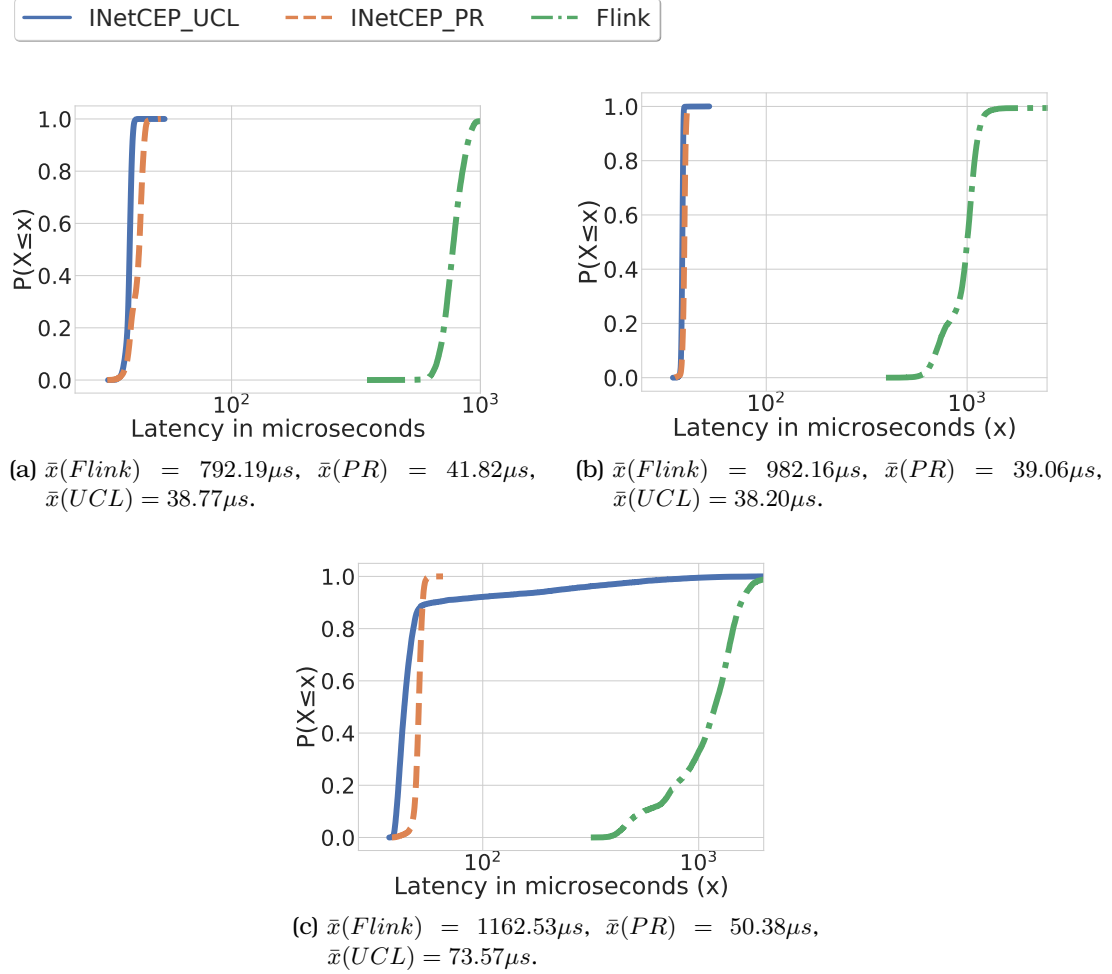 INetCEP_UCL INetCEP_PR Flink
1.0
0.8
0.6
0.4
0.2
0.0
P(X≤x)
10² 10³
Latency in microseconds
(a) x̄(Flink) = 792.19μs, x̄(PR) = 41.82μs,
x̄(UCL) = 38.77μs.
1.0
0.8
0.6
0.4
0.2
0.0
P(X≤x)
10² 10³
Latency in microseconds (x)
(b) x̄(Flink) = 982.16μs, x̄(PR) = 39.06μs,
x̄(UCL) = 38.20μs.
1.0
0.8
0.6
0.4
0.2
0.0
P(X≤x)
10² 10³
Latency in microseconds (x)
(c) x̄(Flink) = 1162.53μs, x̄(PR) = 50.38μs,
x̄(UCL) = 73.57μs.